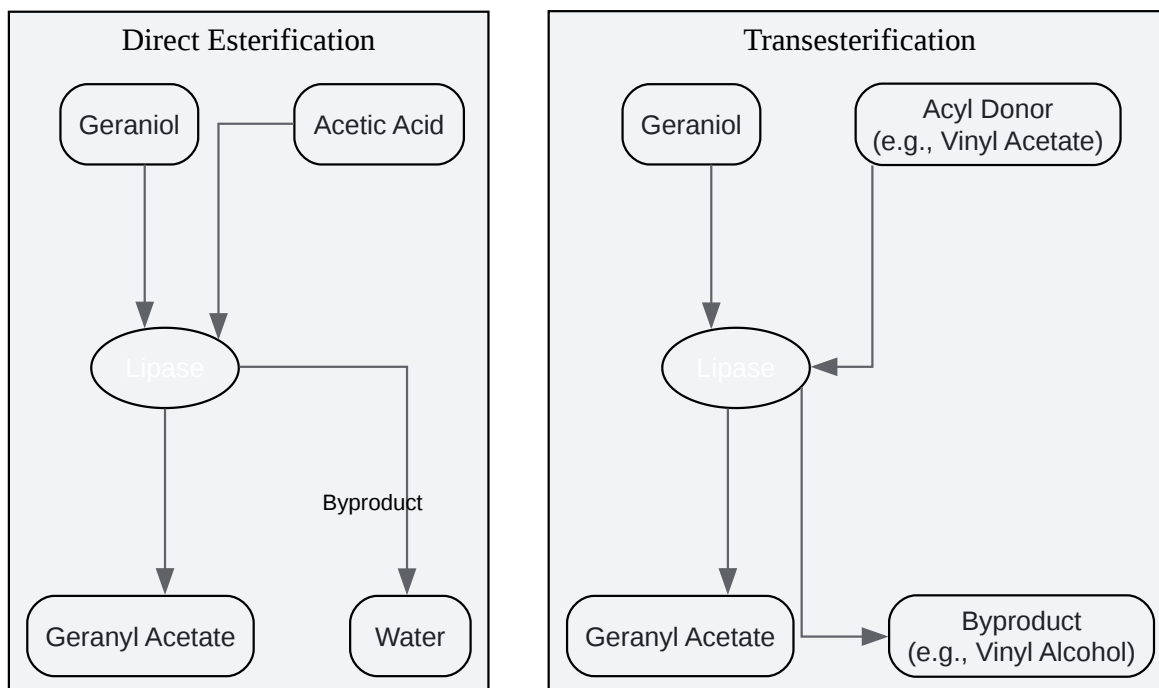 Direct Esterification
Geraniol
Acetic Acid
Lipase
Byproduct
Geranyl Acetate
Water
Transesterification
Geraniol
Acyl Donor
(e.g., Vinyl Acetate)
Lipase
Geranyl Acetate
Byproduct
(e.g., Vinyl Alcohol)